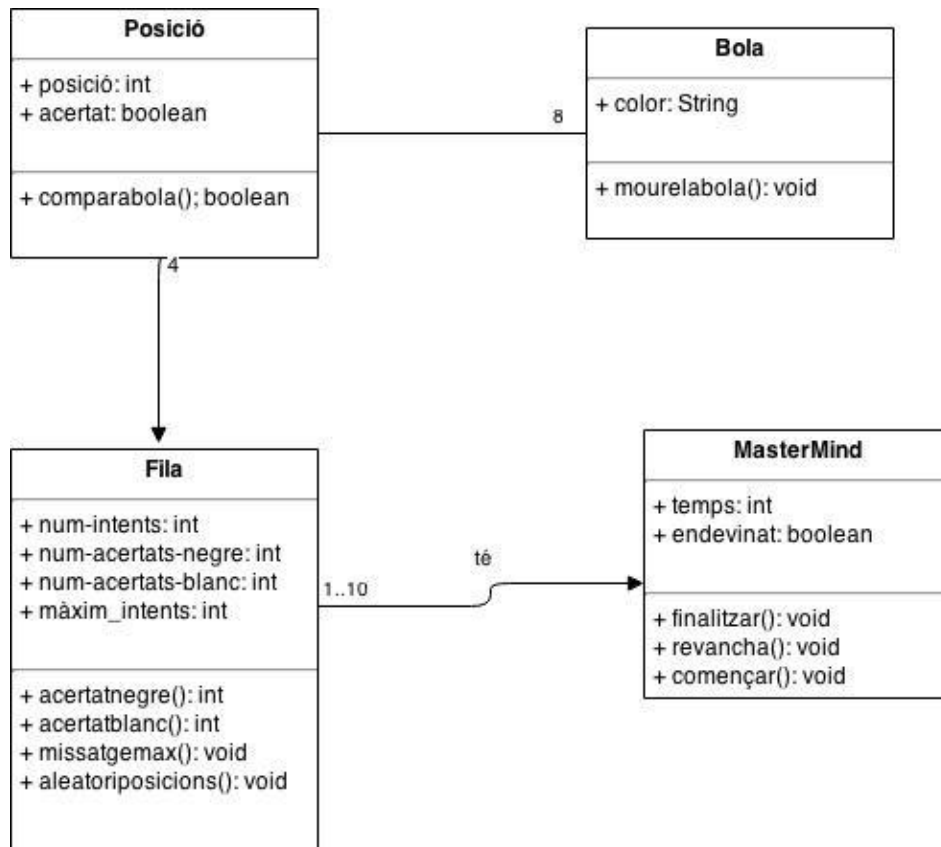 Posició
+ posició: int
+ acertat: boolean
+ comparabola(); boolean
4
8
Bola
+ color: String
+ mourelabola(): void
Fila
+ num-intents: int
+ num-acertats-negre: int
+ num-acertats-blanc: int
+ màxim_intents: int
+ acertatnegre(): int
+ acertatblanc(): int
+ missatgemax(): void
+ aleatoriposicions(): void
1..10
té
MasterMind
+ temps: int
+ endevinat: boolean
+ finalitzar(): void
+ revancha(): void
+ començar(): void